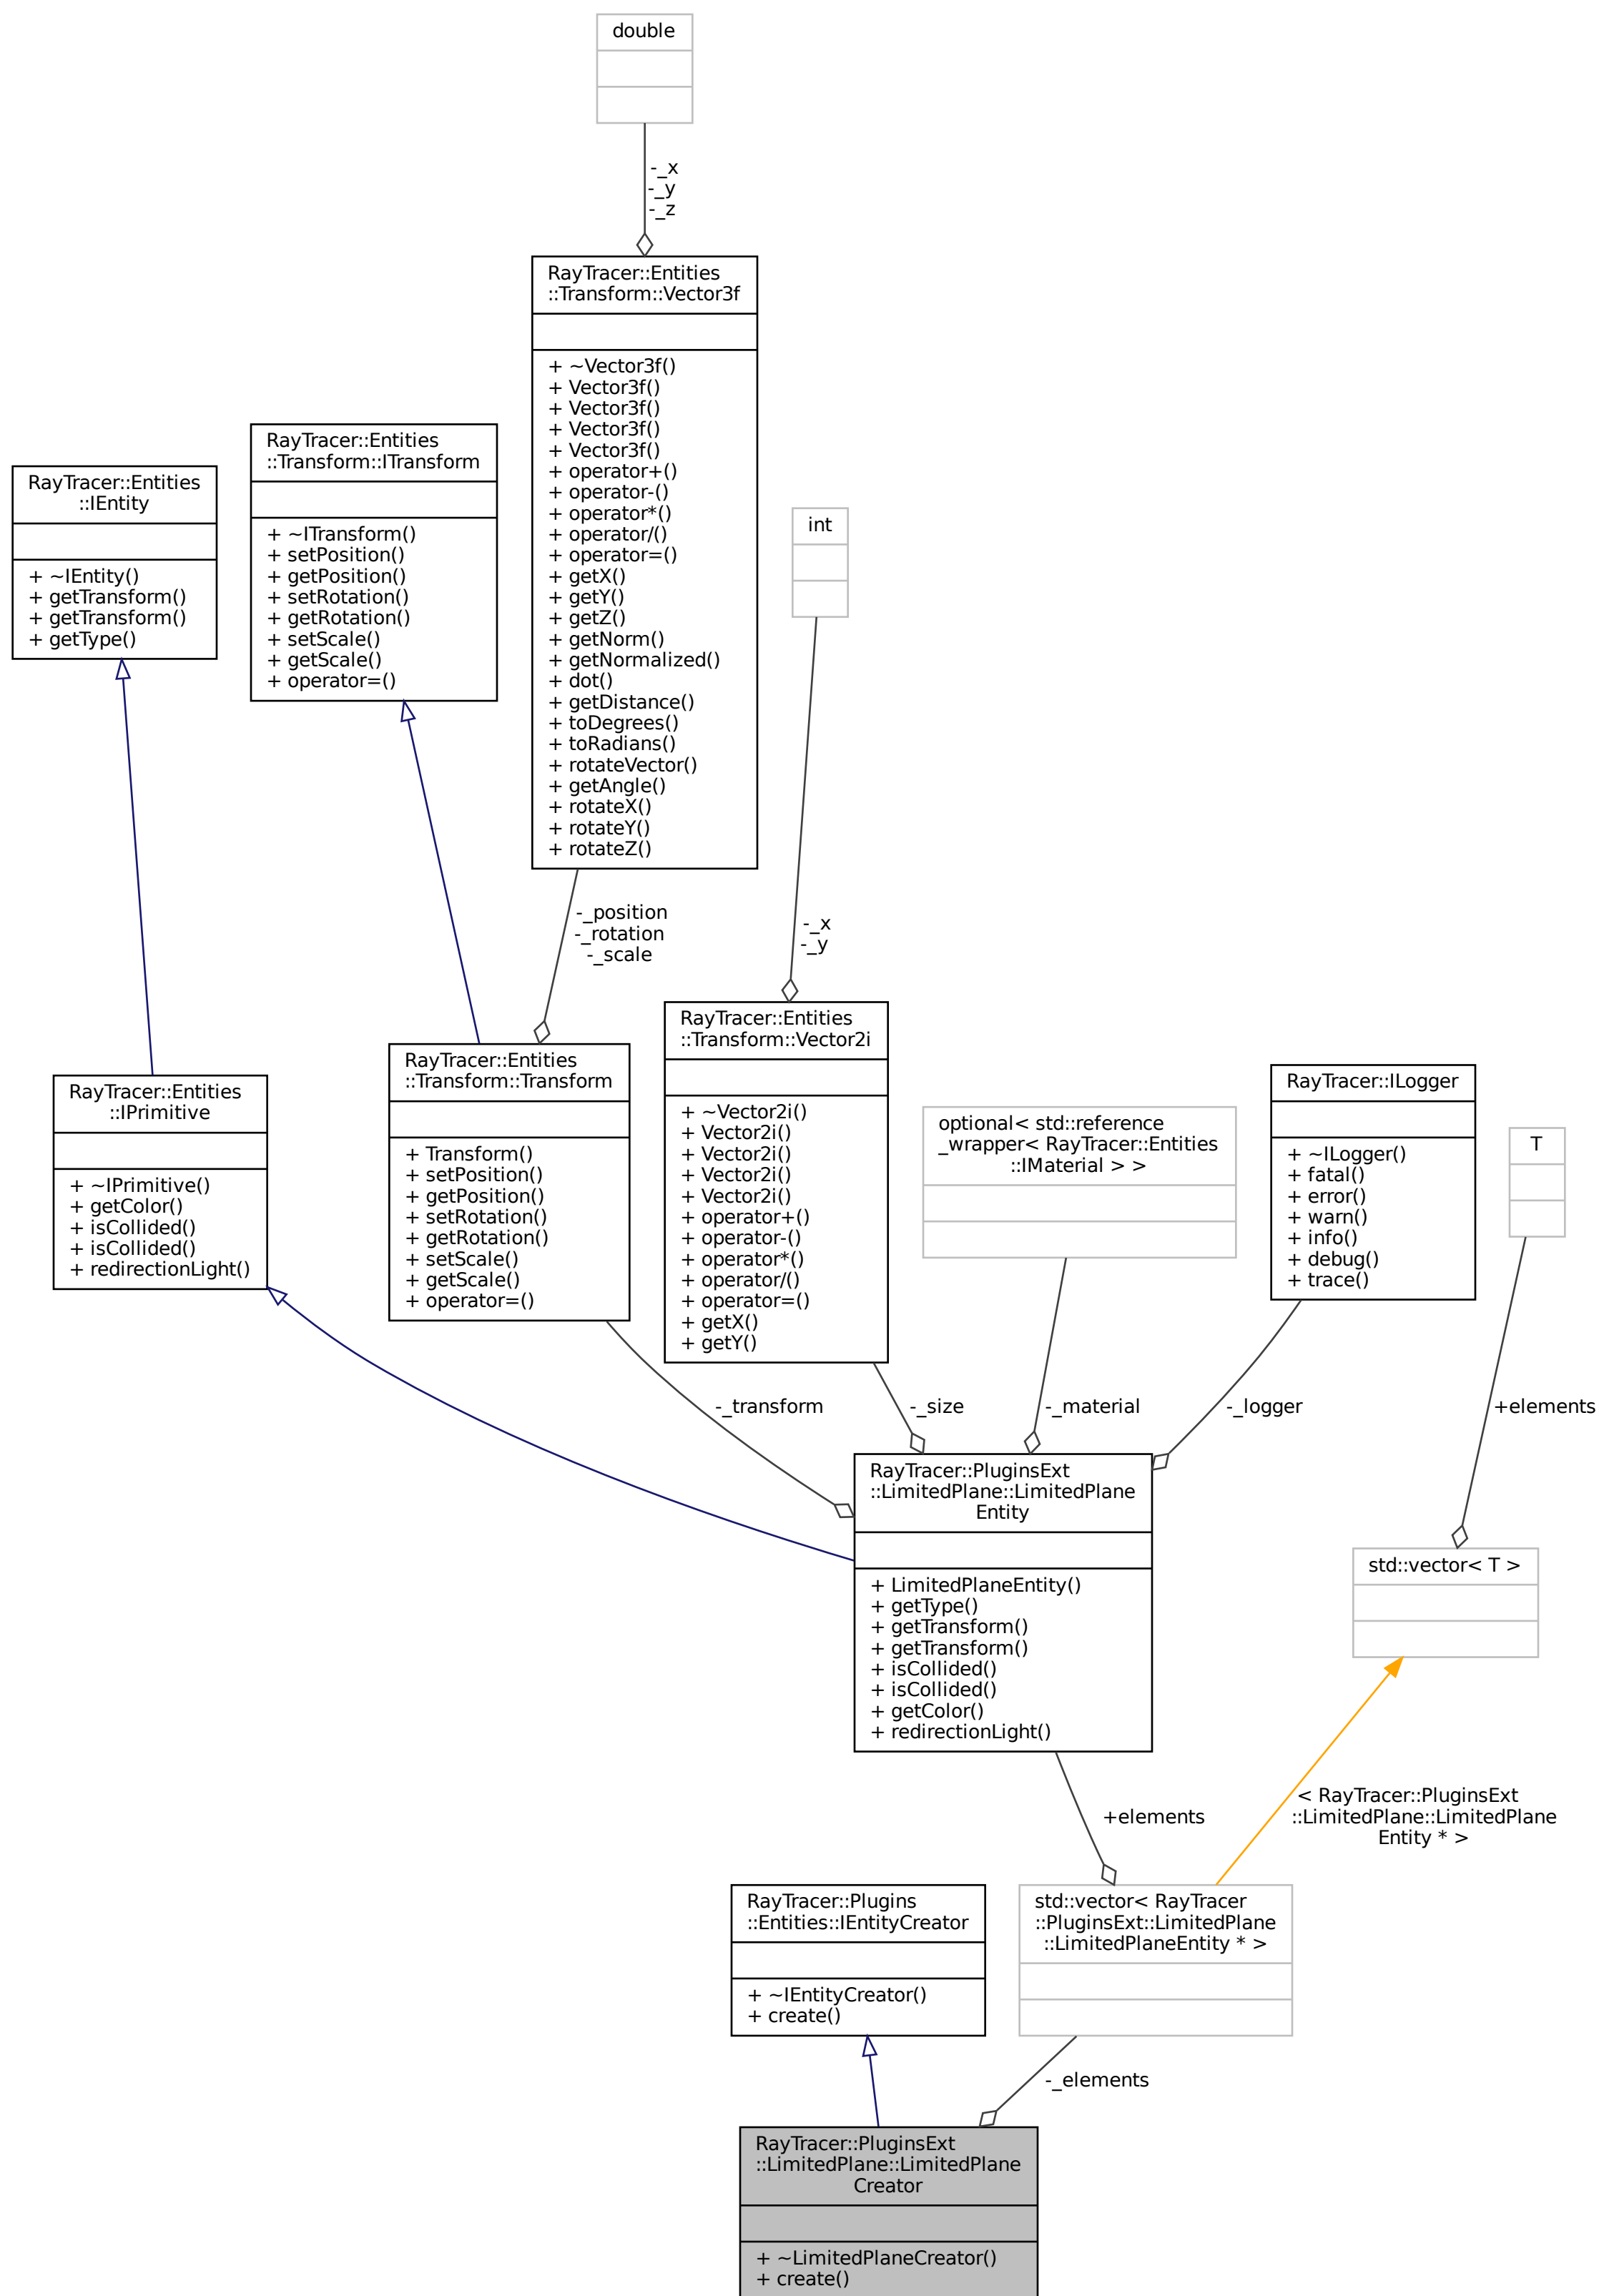 double
-_x
-_y
-_z
RayTracer::Entities
::Transform::Vector3f
+ ~Vector3f()
+ Vector3f()
+ Vector3f()
+ Vector3f()
+ Vector3f()
+ operator+()
+ operator-()
+ operator*()
+ operator/()
+ operator=()
+ getX()
+ getY()
+ getZ()
+ getNorm()
+ getNormalized()
+ dot()
+ getDistance()
+ toDegrees()
+ toRadians()
+ rotateVector()
+ getAngle()
+ rotateX()
+ rotateY()
+ rotateZ()
RayTracer::Entities
::Transform::ITransform
+ ~ITransform()
+ setPosition()
+ getPosition()
+ setRotation()
+ getRotation()
+ setScale()
+ getScale()
+ operator=()
RayTracer::Entities
::IEntity
+ ~IEntity()
+ getTransform()
+ getTransform()
+ getType()
int
-_x
-_y
-_position
-_rotation
-_scale
RayTracer::Entities
::Transform::Vector2i
+ ~Vector2i()
+ Vector2i()
+ Vector2i()
+ Vector2i()
+ Vector2i()
+ operator+()
+ operator-()
+ operator*()
+ operator/()
+ operator=()
+ getX()
+ getY()
RayTracer::Entities
::Transform::Transform
+ Transform()
+ setPosition()
+ getPosition()
+ setRotation()
+ getRotation()
+ setScale()
+ getScale()
+ operator=()
RayTracer::Entities
::IPrimitive
+ ~IPrimitive()
+ getColor()
+ isCollided()
+ isCollided()
+ redirectionLight()
optional< std::reference
_wrapper< RayTracer::Entities
::IMaterial > >
RayTracer::ILogger
+ ~ILogger()
+ fatal()
+ error()
+ warn()
+ info()
+ debug()
+ trace()
T
-_transform
-_size
-_material
-_logger
+elements
RayTracer::PluginsExt
::LimitedPlane::LimitedPlane
Entity
+ LimitedPlaneEntity()
+ getType()
+ getTransform()
+ getTransform()
+ isCollided()
+ isCollided()
+ getColor()
+ redirectionLight()
std::vector< T >
+elements
< RayTracer::PluginsExt
::LimitedPlane::LimitedPlane
Entity * >
RayTracer::Plugins
::Entities::IEntityCreator
+ ~IEntityCreator()
+ create()
std::vector< RayTracer
::PluginsExt::LimitedPlane
::LimitedPlaneEntity * >
-_elements
RayTracer::PluginsExt
::LimitedPlane::LimitedPlane
Creator
+ ~LimitedPlaneCreator()
+ create()